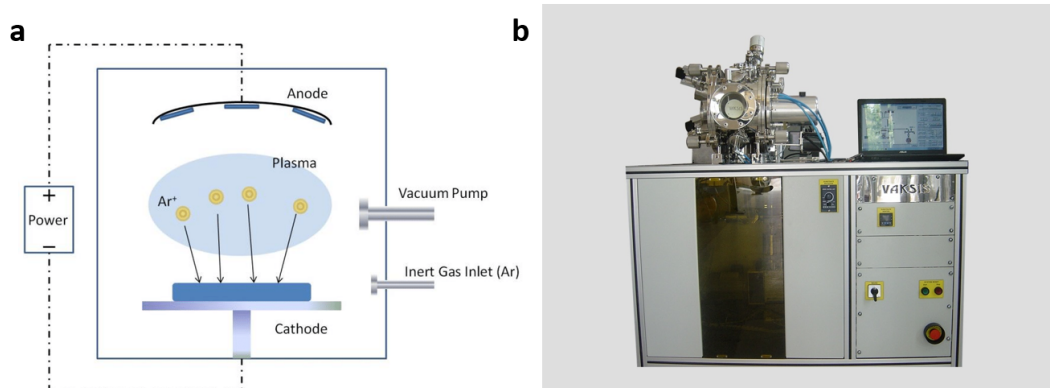 a
Anode
Plasma
Ar⁺
Vacuum Pump
+
Power
−
Inert Gas Inlet (Ar)
Cathode
b
VAKSIS